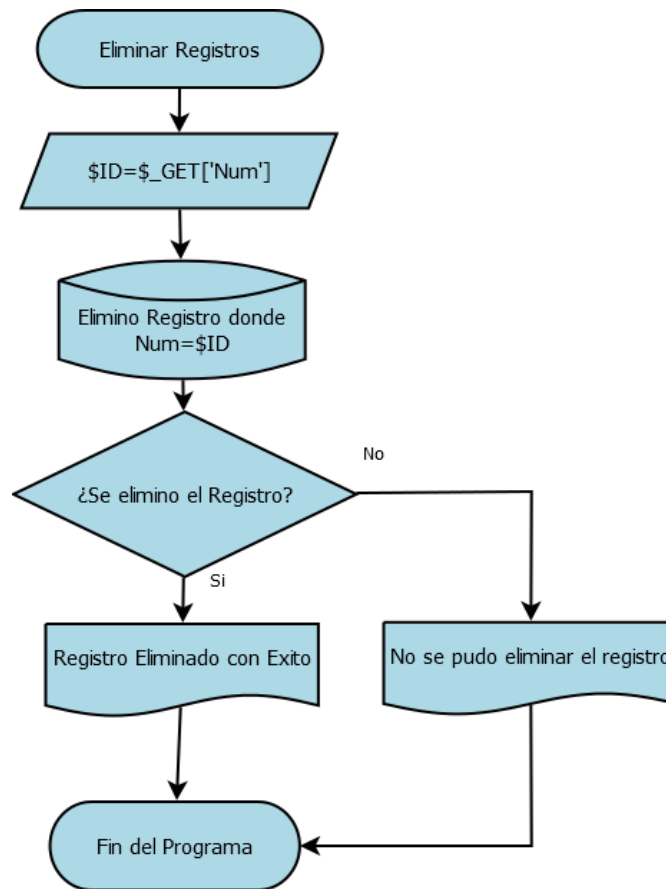 Eliminar Registros
$ID=$_GET['Num']
Elimino Registro donde
Num=$ID
¿Se elimino el Registro?
No
Si
Registro Eliminado con Exito
No se pudo eliminar el registro
Fin del Programa